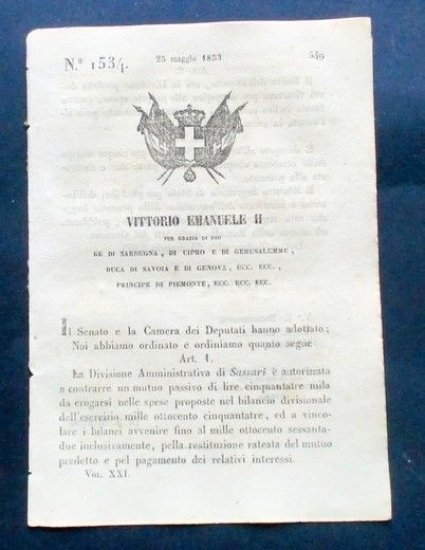 N.º 1534.
25 maggio 1853
549
VITTORIO EMANUELE II
PER GRAZIA DI DIO
RE DI SARDEGNA, DI CIPRO E DI GERUSALEMME,
DUCA DI SAVOIA E DI GENOVA, ECC. ECC.,
PRINCIPE DI PIEMONTE, ECC. ECC. ECC.
Il Senato e la Camera dei Deputati hanno adottato;
Noi abbiamo ordinato e ordiniamo quanto segue:
Art. 1.
La Divisione Amministrativa di Sassari è autorizzata
a contrarre un mutuo passivo di lire cinquantatre mila
da erogarsi nelle spese proposte nel bilancio divisionale
dell'esercizio mille ottocento cinquantatre, ed a vinco-
lare i bilanci avvenire fino al mille ottocento sessanta-
due inclusivamente, pella restituzione rateata del mutuo
predetto e pel pagamento dei relativi interessi.
Vol. XXI.